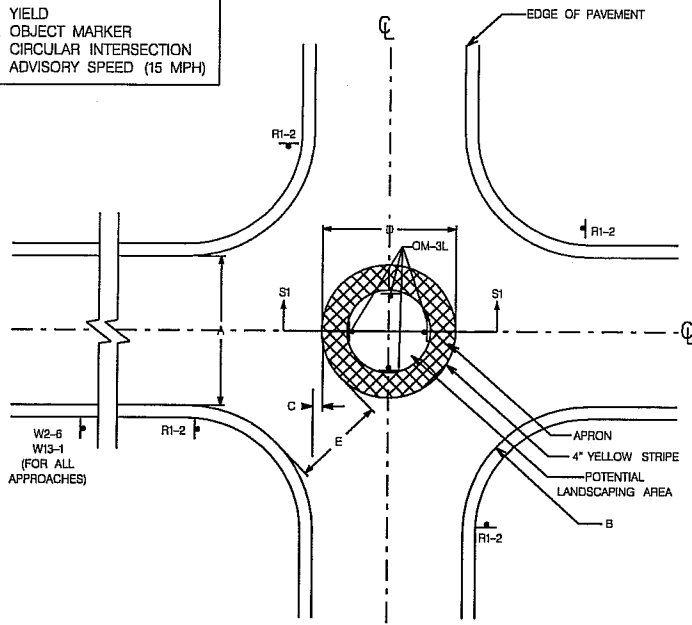 YIELD
OBJECT MARKER
CIRCULAR INTERSECTION
ADVISORY SPEED (15 MPH)
℄
EDGE OF PAVEMENT
R1-2
R1-2
OM-3L
S1
S1
A
℄
C
E
W2-6
W13-1
(FOR ALL
APPROACHES)
R1-2
APRON
4" YELLOW STRIPE
POTENTIAL
LANDSCAPING AREA
B
R1-2